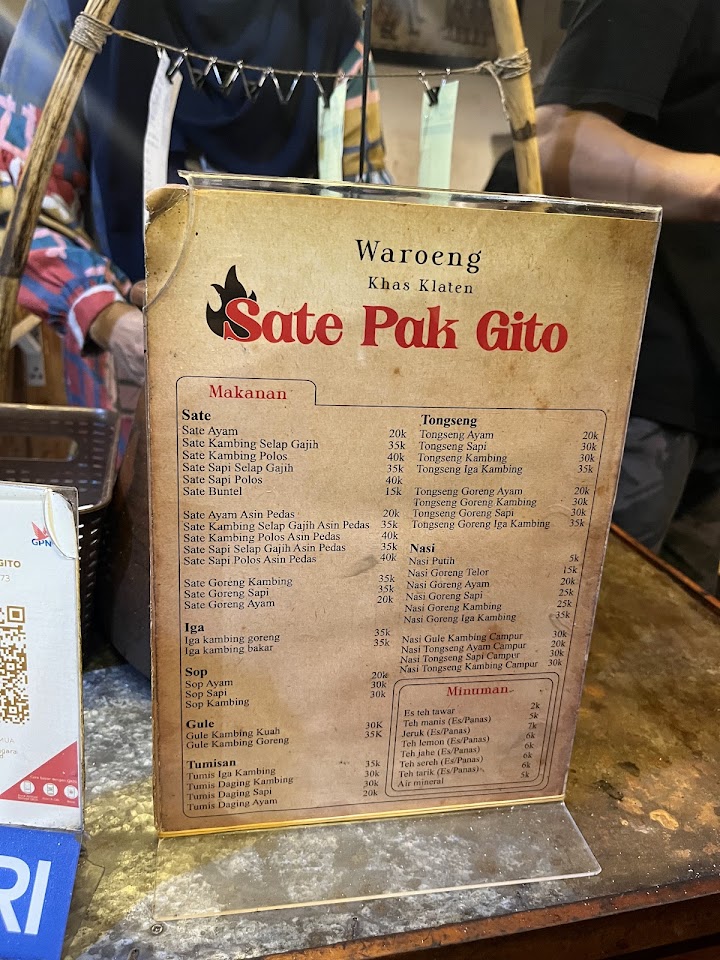 Waroeng
Khas Klaten
Sate Pak Gito
Makanan
Sate
Sate Ayam 20k
Sate Kambing Selap Gajih 35k
Sate Kambing Polos 40k
Sate Sapi Selap Gajih 35k
Sate Sapi Polos 40k
Sate Buntel 15k
Sate Ayam Asin Pedas 20k
Sate Kambing Selap Gajih Asin Pedas 35k
Sate Kambing Polos Asin Pedas 40k
Sate Sapi Selap Gajih Asin Pedas 35k
Sate Sapi Polos Asin Pedas 40k
Sate Goreng Kambing 35k
Sate Goreng Sapi 35k
Sate Goreng Ayam 20k
Iga
Iga kambing goreng 35k
Iga kambing bakar 35k
Sop
Sop Ayam 20k
Sop Sapi 30k
Sop Kambing 30k
Gule
Gule Kambing Kuah 30K
Gule Kambing Goreng 35K
Tumisan
Tumis Iga Kambing 35k
Tumis Daging Kambing 30k
Tumis Daging Sapi 30k
Tumis Daging Ayam 20k
Tongseng
Tongseng Ayam 20k
Tongseng Sapi 30k
Tongseng Kambing 30k
Tongseng Iga Kambing 35k
Tongseng Goreng Ayam 20k
Tongseng Goreng Kambing 30k
Tongseng Goreng Sapi 30k
Tongseng Goreng Iga Kambing 35k
Nasi
Nasi Putih 5k
Nasi Goreng Telor 15k
Nasi Goreng Ayam 20k
Nasi Goreng Sapi 25k
Nasi Goreng Kambing 25k
Nasi Goreng Iga Kambing 35k
Nasi Gule Kambing Campur 30k
Nasi Tongseng Ayam Campur 20k
Nasi Tongseng Sapi Campur 30k
Nasi Tongseng Kambing Campur 30k
Minuman
Es teh tawar 2k
Teh manis (Es/Panas) 5k
Jeruk (Es/Panas) 7k
Teh lemon (Es/Panas) 6k
Teh jahe (Es/Panas) 6k
Teh sereh (Es/Panas) 6k
Teh tarik (Es/Panas) 6k
Air mineral 5k
GPN
GITO
73
RI